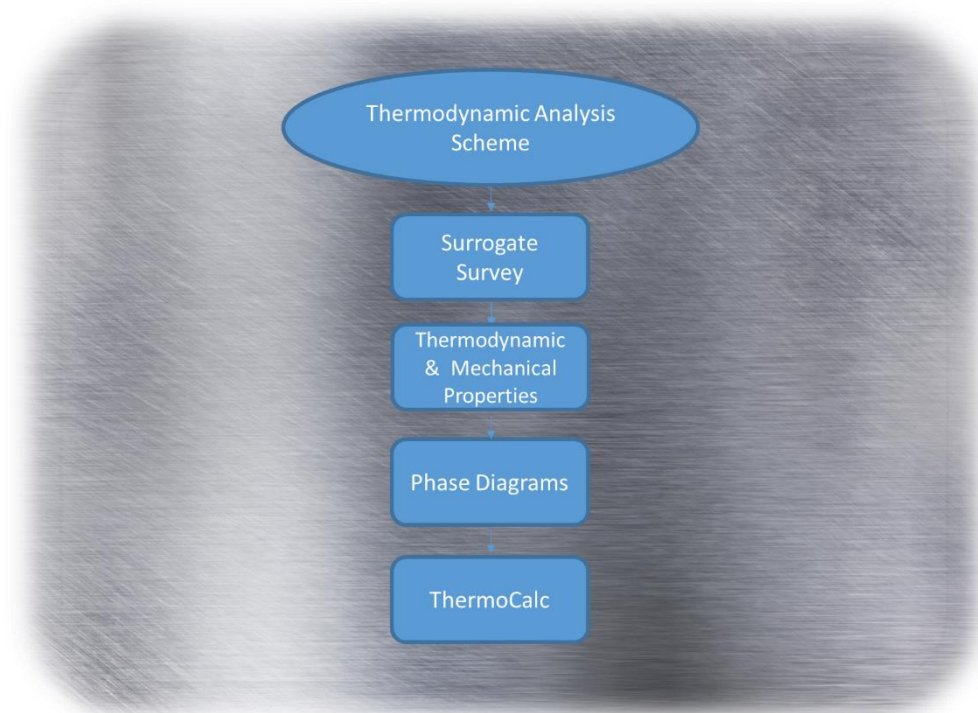 Thermodynamic Analysis
Scheme
Surrogate
Survey
Thermodynamic
& Mechanical
Properties
Phase Diagrams
ThermoCalc